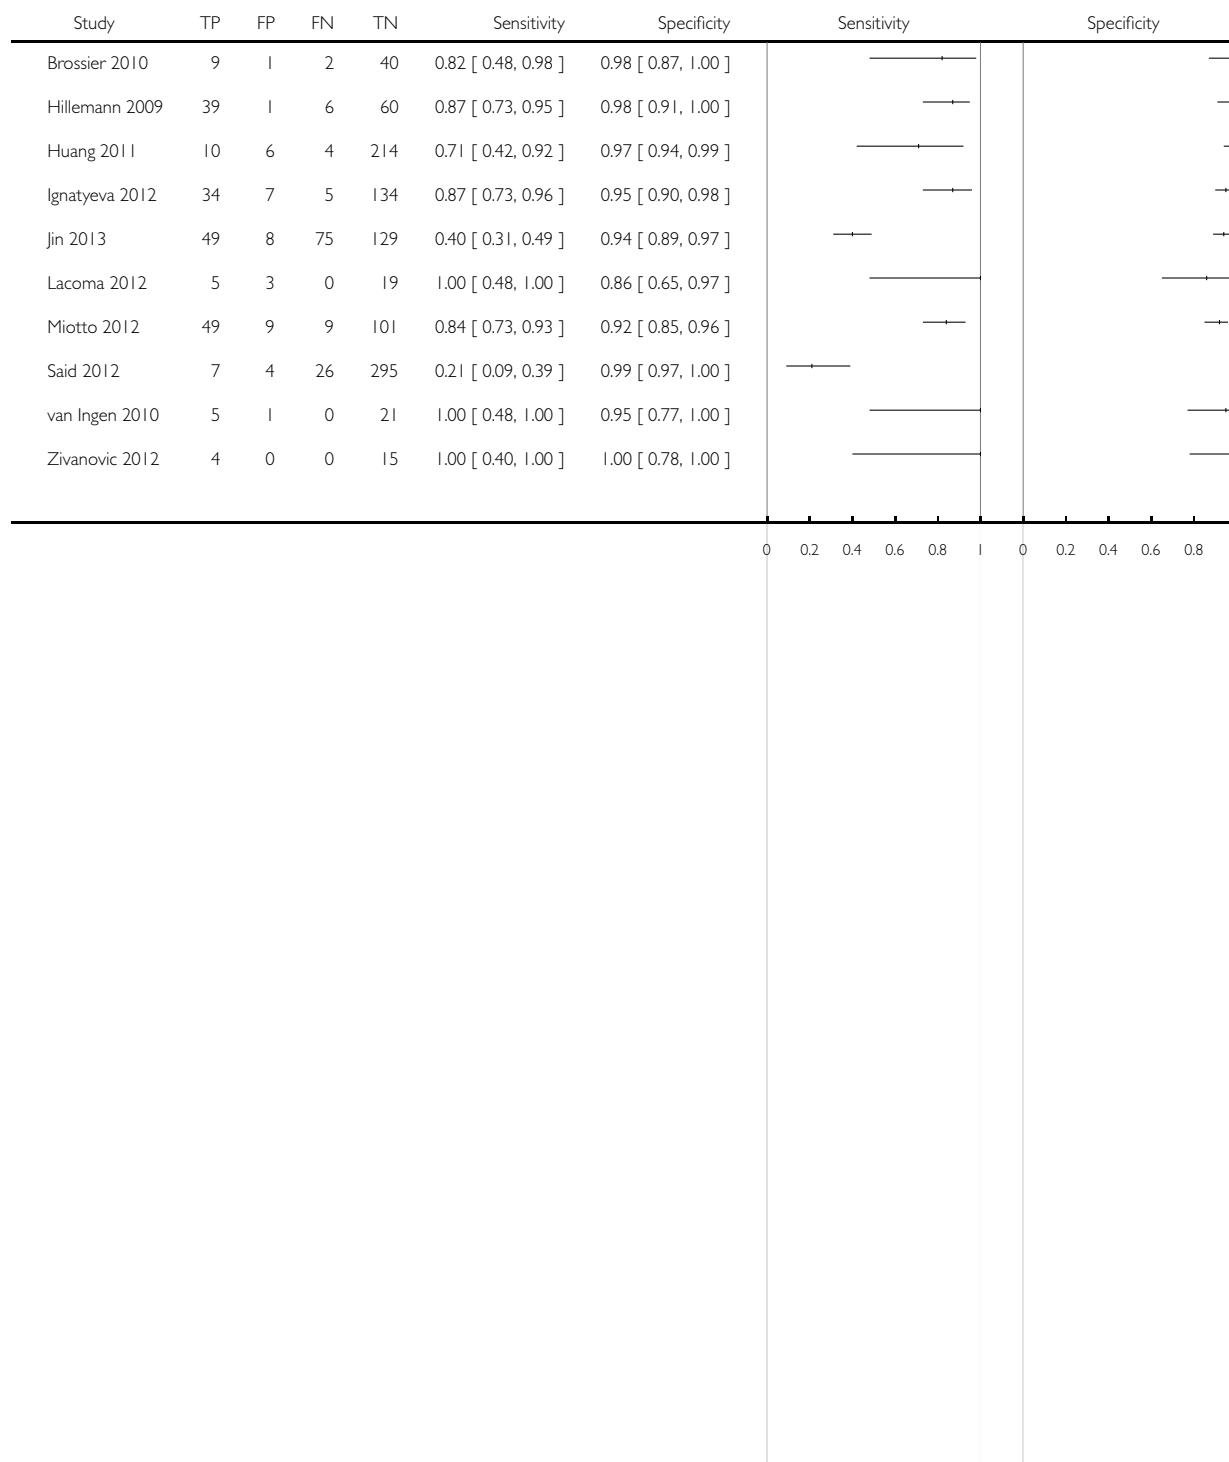 Study TP FP FN TN Sensitivity Specificity Sensitivity Specificity
Brossier 2010 9 1 2 40 0.82 [ 0.48, 0.98 ] 0.98 [ 0.87, 1.00 ]
Hillemann 2009 39 1 6 60 0.87 [ 0.73, 0.95 ] 0.98 [ 0.91, 1.00 ]
Huang 2011 10 6 4 214 0.71 [ 0.42, 0.92 ] 0.97 [ 0.94, 0.99 ]
Ignatyeva 2012 34 7 5 134 0.87 [ 0.73, 0.96 ] 0.95 [ 0.90, 0.98 ]
Jin 2013 49 8 75 129 0.40 [ 0.31, 0.49 ] 0.94 [ 0.89, 0.97 ]
Lacoma 2012 5 3 0 19 1.00 [ 0.48, 1.00 ] 0.86 [ 0.65, 0.97 ]
Miotto 2012 49 9 9 101 0.84 [ 0.73, 0.93 ] 0.92 [ 0.85, 0.96 ]
Said 2012 7 4 26 295 0.21 [ 0.09, 0.39 ] 0.99 [ 0.97, 1.00 ]
van Ingen 2010 5 1 0 21 1.00 [ 0.48, 1.00 ] 0.95 [ 0.77, 1.00 ]
Zivanovic 2012 4 0 0 15 1.00 [ 0.40, 1.00 ] 1.00 [ 0.78, 1.00 ]
0 0.2 0.4 0.6 0.8 1 0 0.2 0.4 0.6 0.8